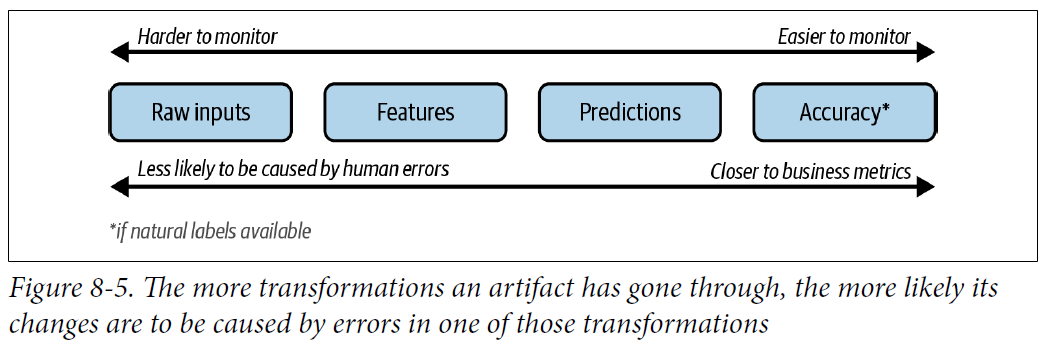 Harder to monitor
Easier to monitor
Raw inputs
Features
Predictions
Accuracy*
Less likely to be caused by human errors
Closer to business metrics
*if natural labels available
Figure 8-5. The more transformations an artifact has gone through, the more likely its
changes are to be caused by errors in one of those transformations